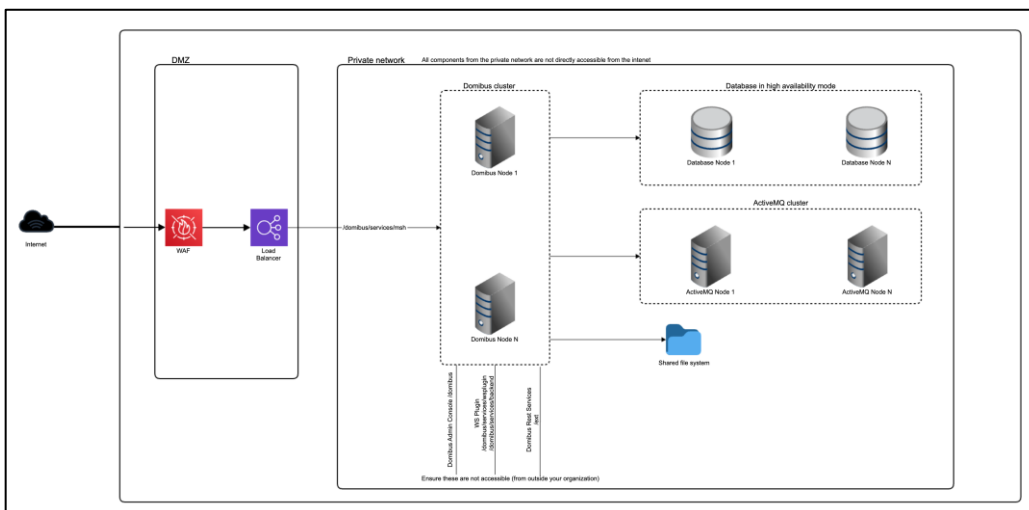 DMZ
Private network
All components from the private network are not directly accessible from the intenet
Domibus cluster
Database in high availability mode
Domibus Node 1
Database Node 1
Database Node N
Internet
WAF
Load
Balancer
/domibus/services/msh
ActiveMQ cluster
Domibus Node N
ActiveMQ Node 1
ActiveMQ Node N
Shared file system
Domibus Admin Console /domibus
WS Plugin
/domibus/services/wsplugin
/domibus/services/backend
Domibus Rest Services
/ext
Ensure these are not accessible (from outside your organization)